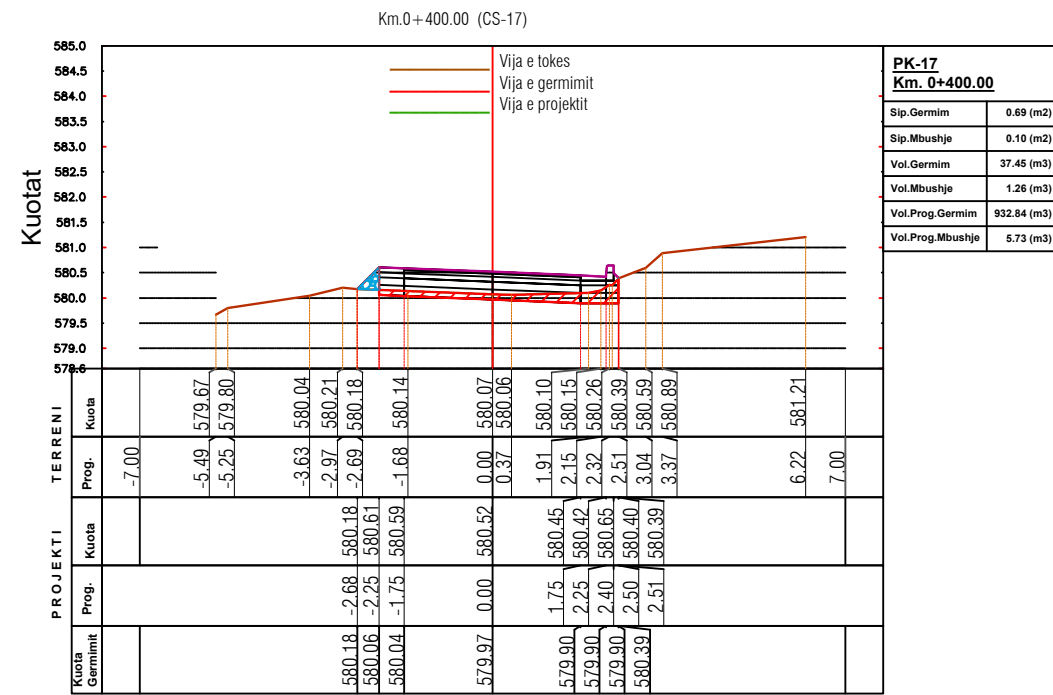 Km.0+400.00 (CS-17)
Kuotat
585.0
584.5
584.0
583.5
583.0
582.5
582.0
581.5
581.0
580.5
580.0
579.5
579.0
578.6
Vija e tokes
Vija e germimit
Vija e projektit
PK-17
Km. 0+400.00
Sip.Germim 0.69 (m2)
Sip.Mbushje 0.10 (m2)
Vol.Germim 37.45 (m3)
Vol.Mbushje 1.26 (m3)
Vol.Prog.Germim 932.84 (m3)
Vol.Prog.Mbushje 5.73 (m3)
TERRENI
Kuota 579.67 579.80 580.04 580.21 580.18 580.14 580.07 580.06 580.10 580.15 580.26 580.39 580.59 580.89 581.21
Prog. -7.00 -5.49 -5.25 -3.63 -2.97 -2.69 -1.68 0.00 0.37 1.91 2.15 2.32 2.51 3.04 3.37 6.22 7.00
PROJEKTI
Kuota 580.18 580.61 580.59 580.52 580.45 580.42 580.65 580.40 580.39
Prog. -2.68 -2.25 -1.75 0.00 1.75 2.25 2.40 2.50 2.51
Kuota Germimit 580.18 580.06 580.04 579.97 579.90 579.90 579.90 580.39